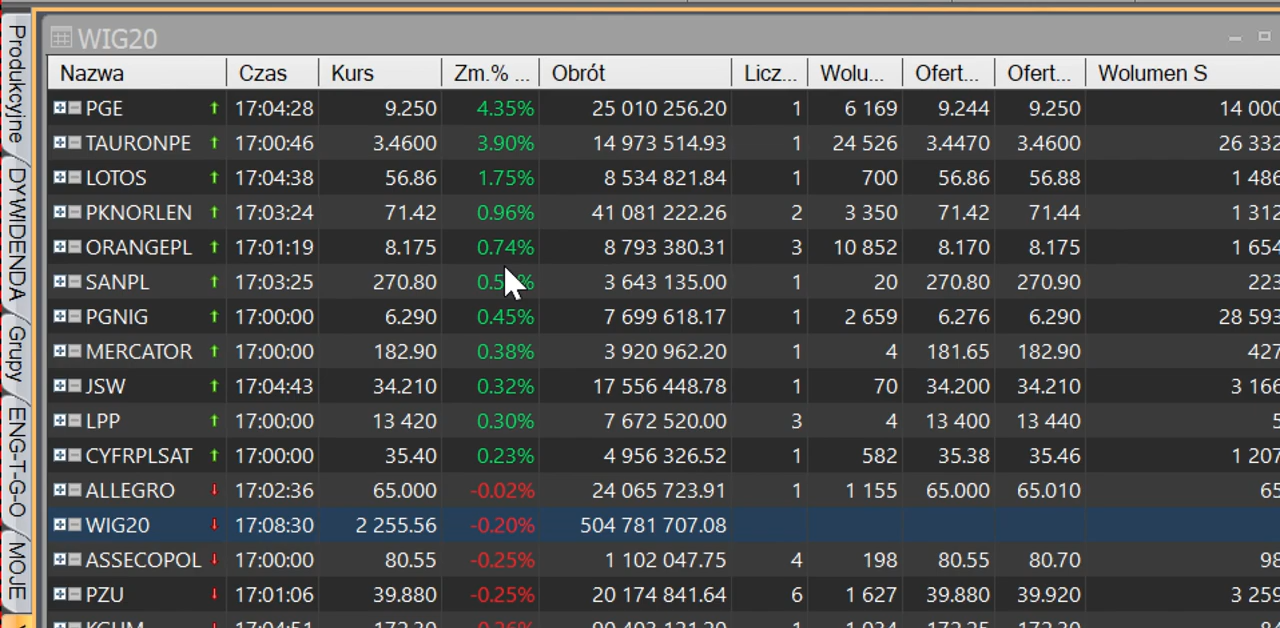 WIG20
Nazwa Czas Kurs Zm.% ... Obrót Licz... Wolu... Ofert... Ofert... Wolumen S
PGE 17:04:28 9.250 4.35% 25 010 256.20 1 6 169 9.244 9.250 14 000
TAURONPE 17:00:46 3.4600 3.90% 14 973 514.93 1 24 526 3.4470 3.4600 26 332
LOTOS 17:04:38 56.86 1.75% 8 534 821.84 1 700 56.86 56.88 1 486
PKNORLEN 17:03:24 71.42 0.96% 41 081 222.26 2 3 350 71.42 71.44 1 312
ORANGEPL 17:01:19 8.175 0.74% 8 793 380.31 3 10 852 8.170 8.175 1 654
SANPL 17:03:25 270.80 3 643 135.00 1 20 270.80 270.90 223
PGNIG 17:00:00 6.290 0.45% 7 699 618.17 1 2 659 6.276 6.290 28 593
MERCATOR 17:00:00 182.90 0.38% 3 920 962.20 1 4 181.65 182.90 427
JSW 17:04:43 34.210 0.32% 17 556 448.78 1 70 34.200 34.210 3 166
LPP 17:00:00 13 420 0.30% 7 672 520.00 3 4 13 400 13 440 5
CYFRPLSAT 17:00:00 35.40 0.23% 4 956 326.52 1 582 35.38 35.46 1 207
ALLEGRO 17:02:36 65.000 -0.02% 24 065 723.91 1 1 155 65.000 65.010 65
WIG20 17:08:30 2 255.56 -0.20% 504 781 707.08
ASSECOPOL 17:00:00 80.55 -0.25% 1 102 047.75 4 198 80.55 80.70 98
PZU 17:01:06 39.880 -0.25% 20 174 841.64 6 1 627 39.880 39.920 3 259
Produkcyjne
DYWIDENDA
Grupy
ENG-T-G-O
MOJE